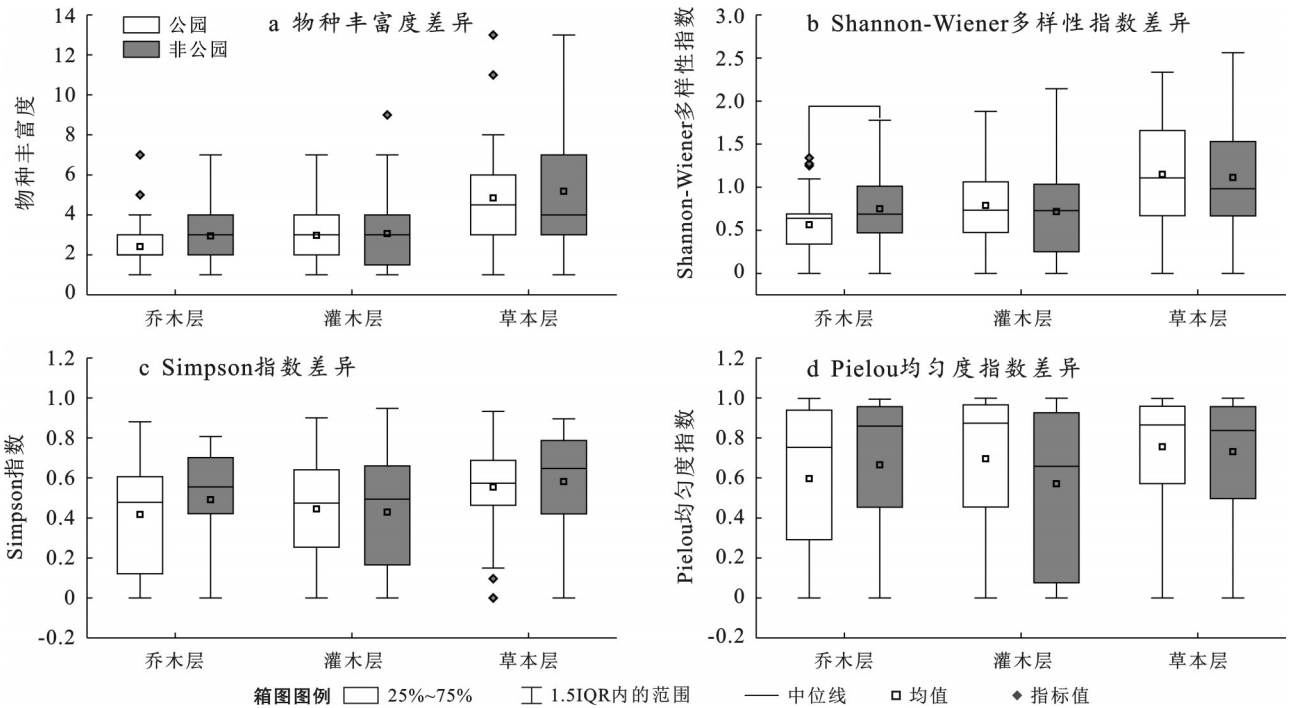 a 物种丰富度差异
公园
非公园
物种丰富度
14
12
10
8
6
4
2
0
乔木层
灌木层
草本层
b Shannon-Wiener多样性指数差异
Shannon-Wiener多样性指数
3.0
2.5
2.0
1.5
1.0
0.5
0
乔木层
灌木层
草本层
c Simpson指数差异
Simpson指数
1.2
1.0
0.8
0.6
0.4
0.2
0
-0.2
乔木层
灌木层
草本层
d Pielou均匀度指数差异
Pielou均匀度指数
1.2
1.0
0.8
0.6
0.4
0.2
0
-0.2
乔木层
灌木层
草本层
箱图图例 25%~75% 1.5IQR内的范围 中位线 均值 指标值